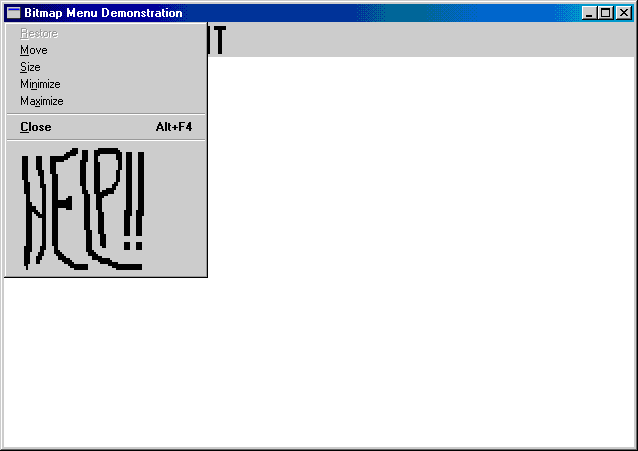 Bitmap Menu Demonstration
Restore
Move
Size
Minimize
Maximize
Close Alt+F4
HELP!!